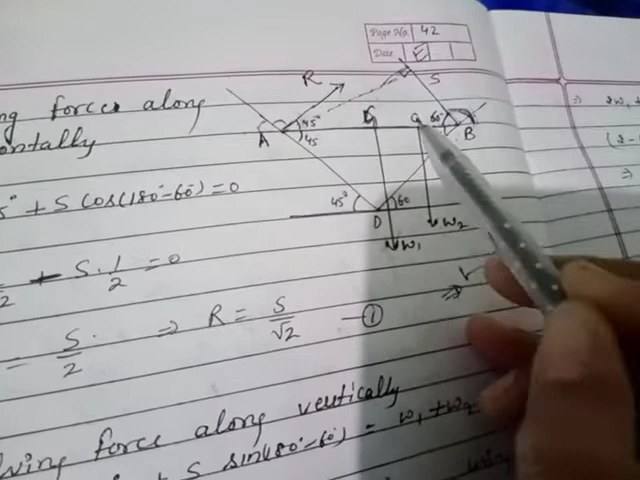 Page No. 42
Date E
ng forces along
ontally
R
S
A 45° 45
C G 60° B
45° D 60
w1 w2
5° + S cos(180°-60°) = 0
2 - S. 1/2 = 0
= S/2 ⇒ R = S/√2 —①
lving force along vertically
+ S sin(180°-60°) = w1 + w2